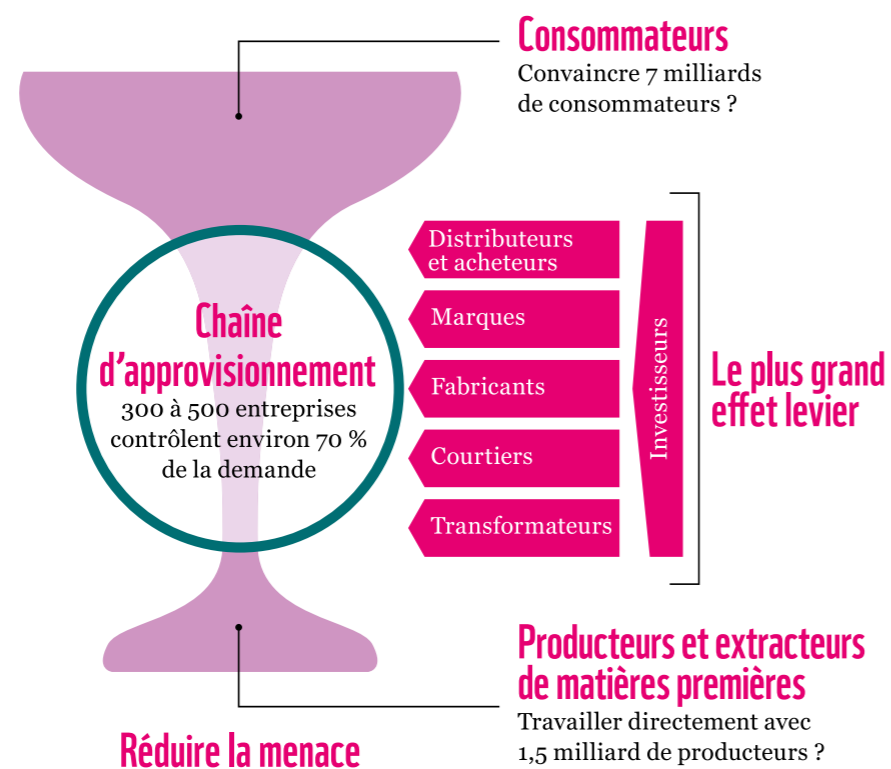 Consommateurs
Convaincre 7 milliards
de consommateurs ?
Chaîne
d'approvisionnement
300 à 500 entreprises
contrôlent environ 70 %
de la demande
Distributeurs
et acheteurs
Marques
Fabricants
Courtiers
Transformateurs
Investisseurs
Le plus grand
effet levier
Producteurs et extracteurs
de matières premières
Travailler directement avec
1,5 milliard de producteurs ?
Réduire la menace